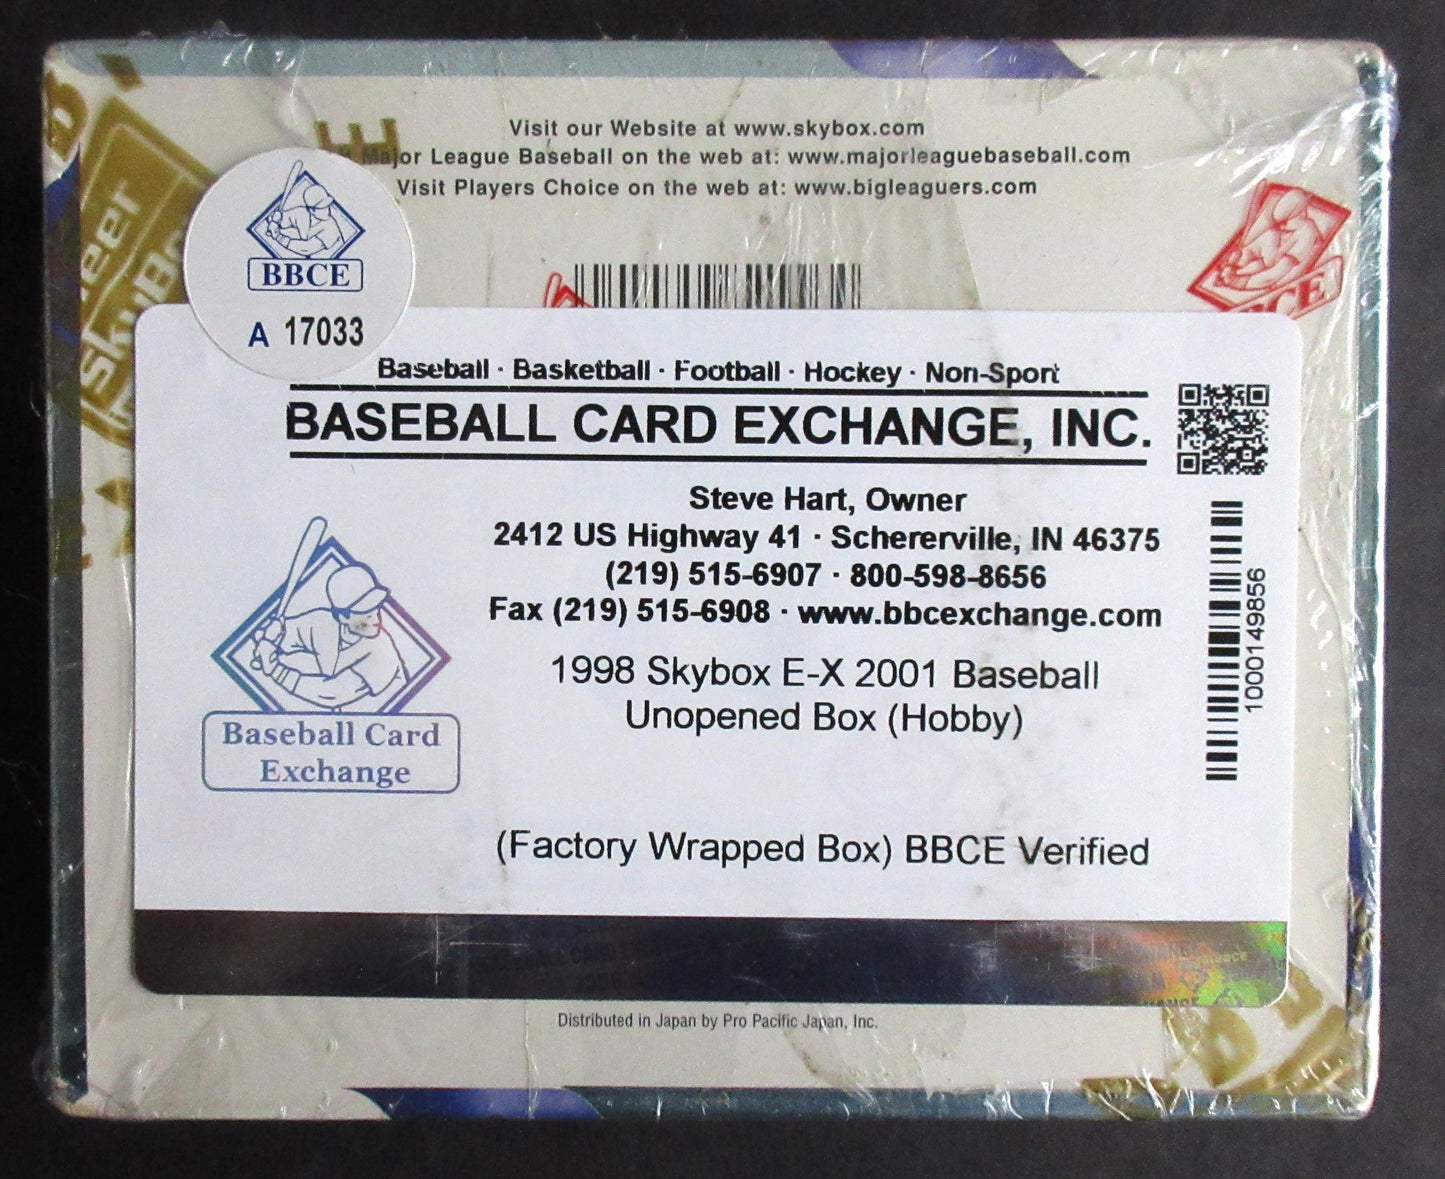 Visit our Website at www.skybox.com
Major League Baseball on the web at: www.majorleaguebaseball.com
Visit Players Choice on the web at: www.bigleaguers.com
BBCE
A 17033
Baseball · Basketball · Football · Hockey · Non-Sport
BASEBALL CARD EXCHANGE, INC.
Steve Hart, Owner
2412 US Highway 41 · Schererville, IN 46375
(219) 515-6907 · 800-598-8656
Fax (219) 515-6908 · www.bbcexchange.com
1998 Skybox E-X 2001 Baseball
Unopened Box (Hobby)
1000149856
Baseball Card
Exchange
(Factory Wrapped Box) BBCE Verified
Distributed in Japan by Pro Pacific Japan, Inc.